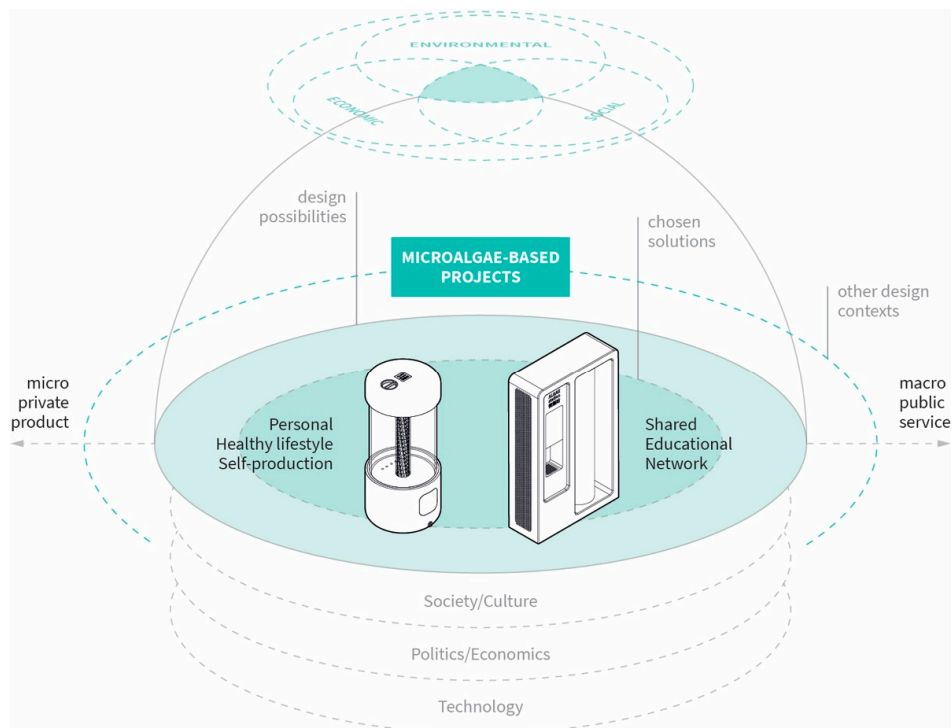 ENVIRONMENTAL
ECONOMIC
SOCIAL
design
possibilities
chosen
solutions
MICROALGAE-BASED
PROJECTS
other design
contexts
micro
private
product
macro
public
service
Personal
Healthy lifestyle
Self-production
Shared
Educational
Network
Society/Culture
Politics/Economics
Technology